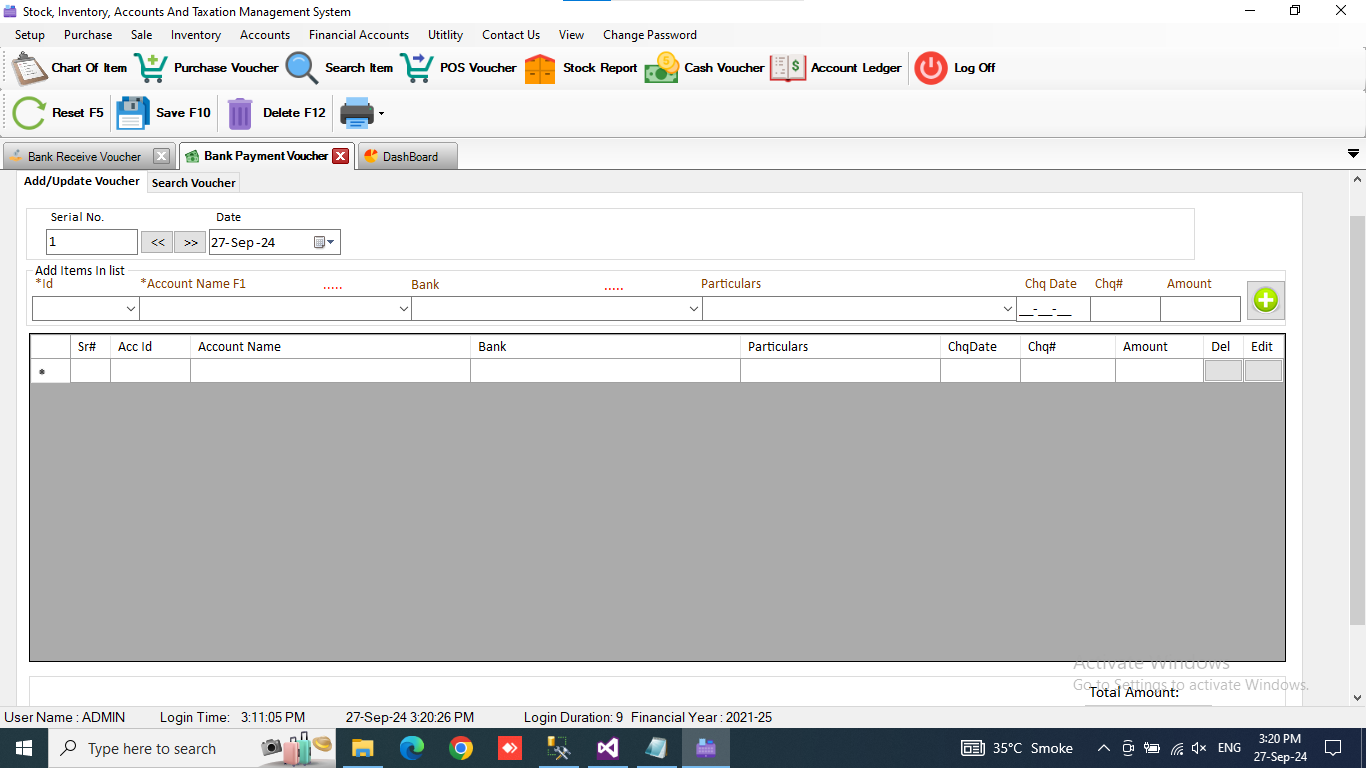 Stock, Inventory, Accounts And Taxation Management System
Setup Purchase Sale Inventory Accounts Financial Accounts Utitlity Contact Us View Change Password
Chart Of Item Purchase Voucher Search Item POS Voucher Stock Report Cash Voucher Account Ledger Log Off
Reset F5 Save F10 Delete F12
Bank Receive Voucher Bank Payment Voucher DashBoard
Add/Update Voucher Search Voucher
Serial No. Date
1 << >> 27-Sep-24
Add Items In list
*Id *Account Name F1 ..... Bank ..... Particulars Chq Date Chq# Amount
__-__-__
Sr# Acc Id Account Name Bank Particulars ChqDate Chq# Amount Del Edit
*
Activate Windows
Go to Settings to activate Windows.
Total Amount:
User Name : ADMIN Login Time: 3:11:05 PM 27-Sep-24 3:20:26 PM Login Duration: 9 Financial Year : 2021-25
Type here to search 35°C Smoke ENG 3:20 PM
27-Sep-24